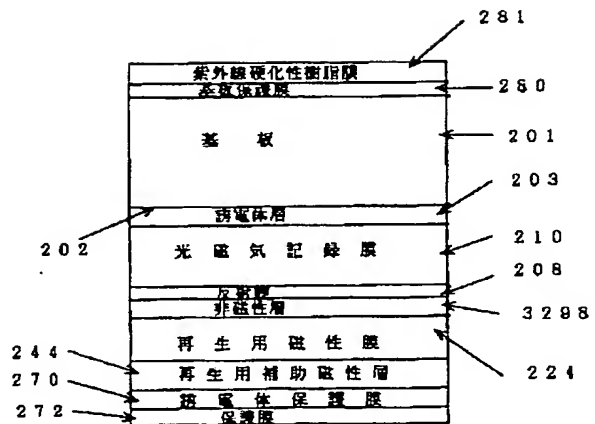 281
紫外線硬化性樹脂膜
280
基板保護膜
基板
201
203
誘電体層
202
光磁気記録膜
210
208
反射膜
非磁性層
3298
再生用磁性膜
224
244
再生用補助磁性層
270
誘電体保護膜
272
保護膜